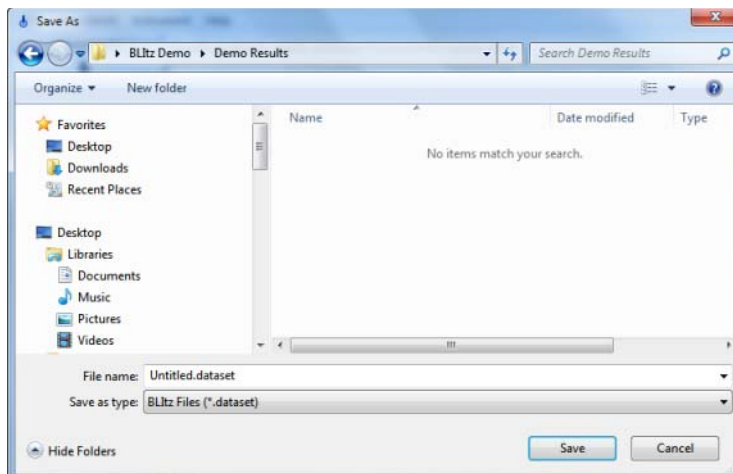 Save As
BLItz Demo Demo Results
Search Demo Results
Organize New folder
Name Date modified Type
No items match your search.
Favorites
Desktop
Downloads
Recent Places
Desktop
Libraries
Documents
Music
Pictures
Videos
File name: Untitled.dataset
Save as type: BLItz Files (*.dataset)
Hide Folders
Save
Cancel